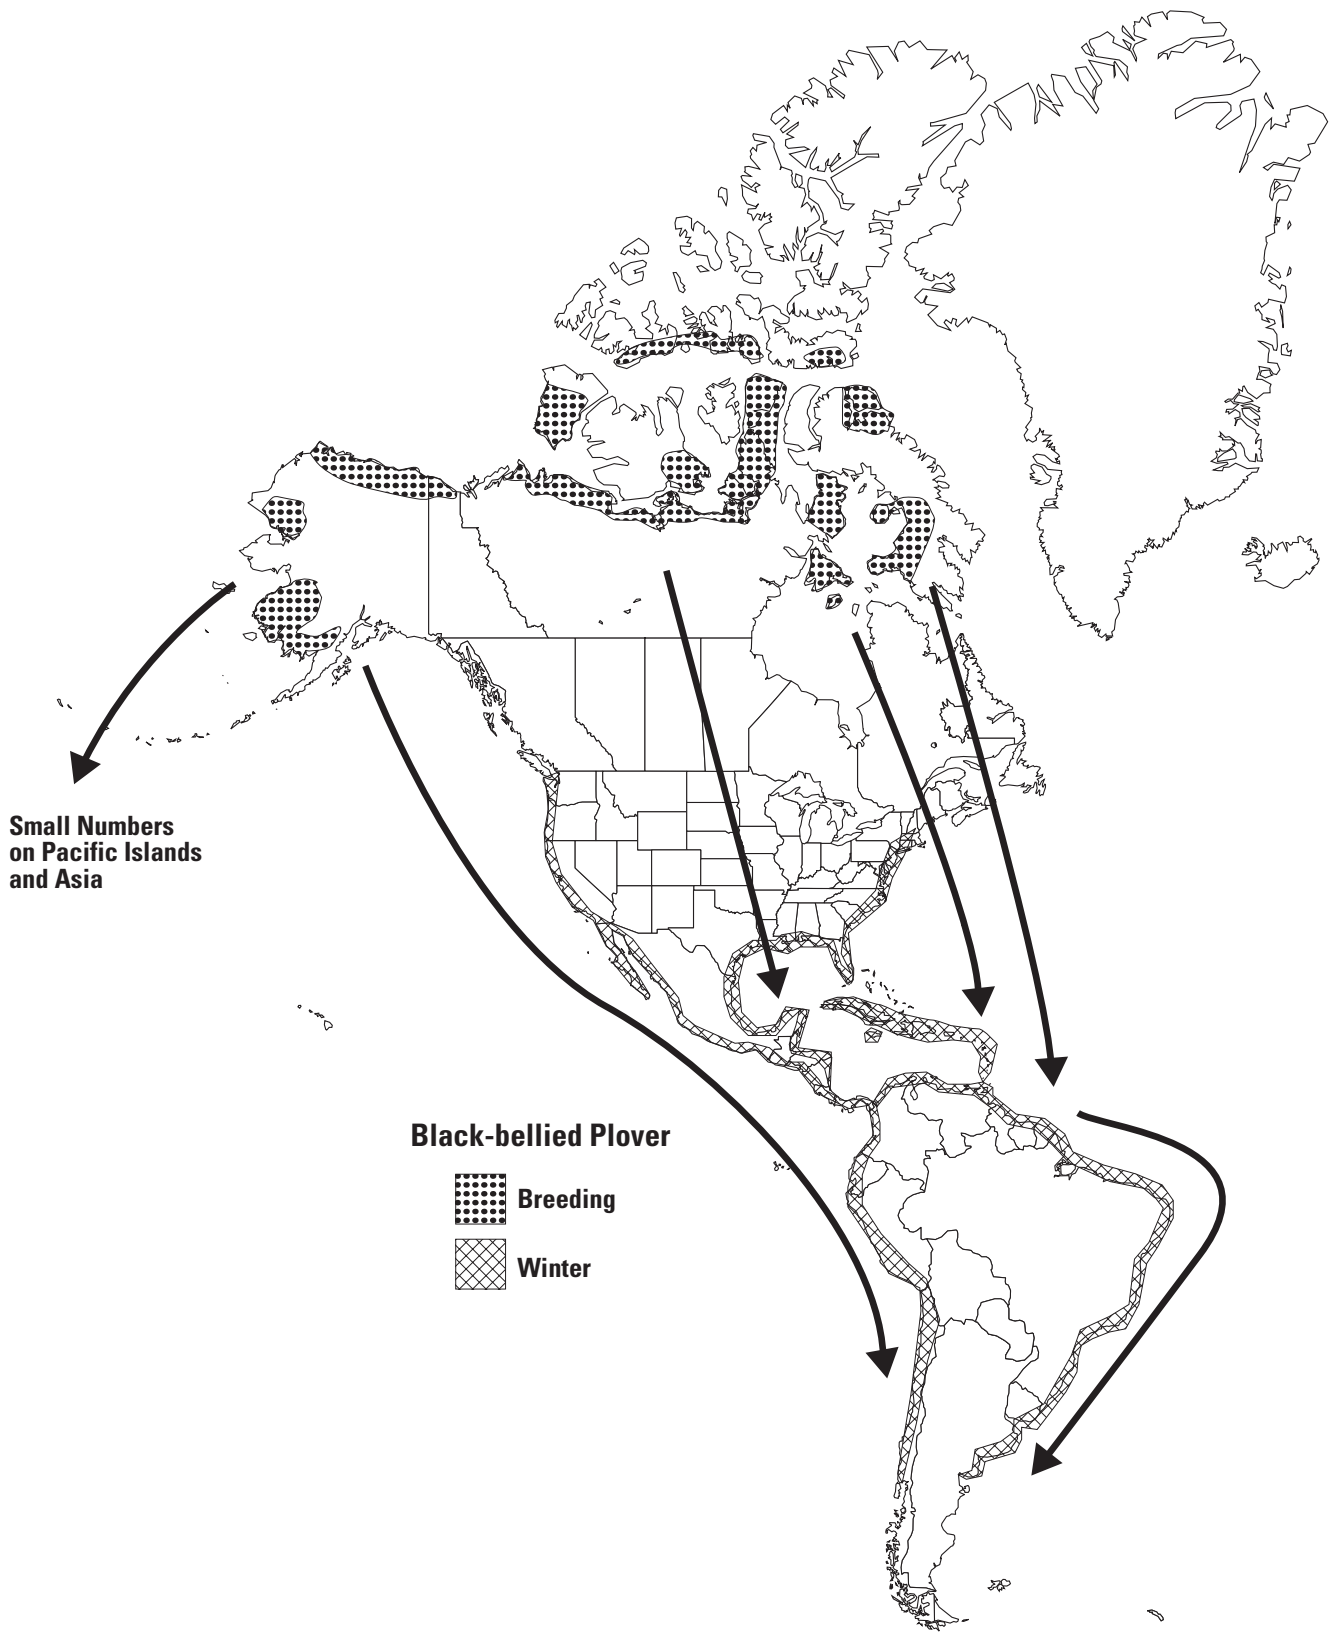 Small Numbers
on Pacific Islands
and Asia
Black-bellied Plover
Breeding
Winter